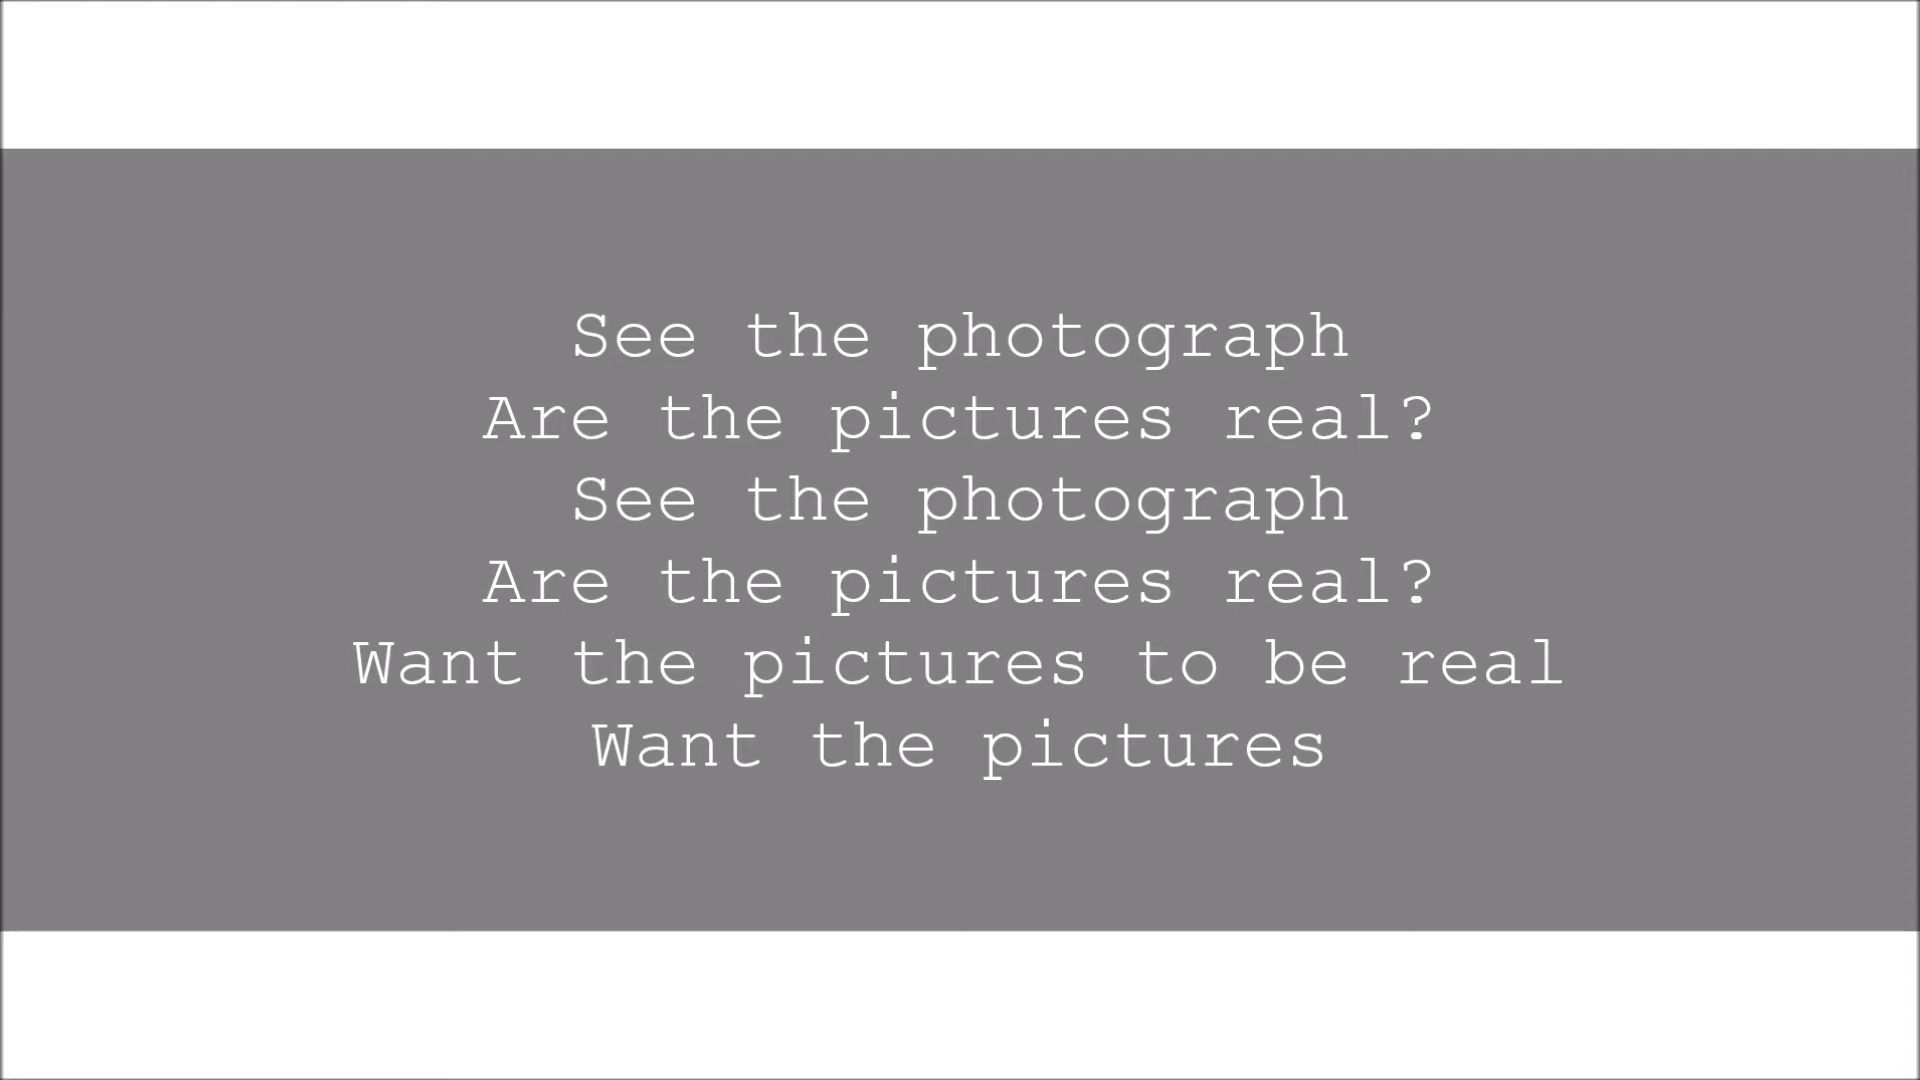 See the photograph
Are the pictures real?
See the photograph
Are the pictures real?
Want the pictures to be real
Want the pictures